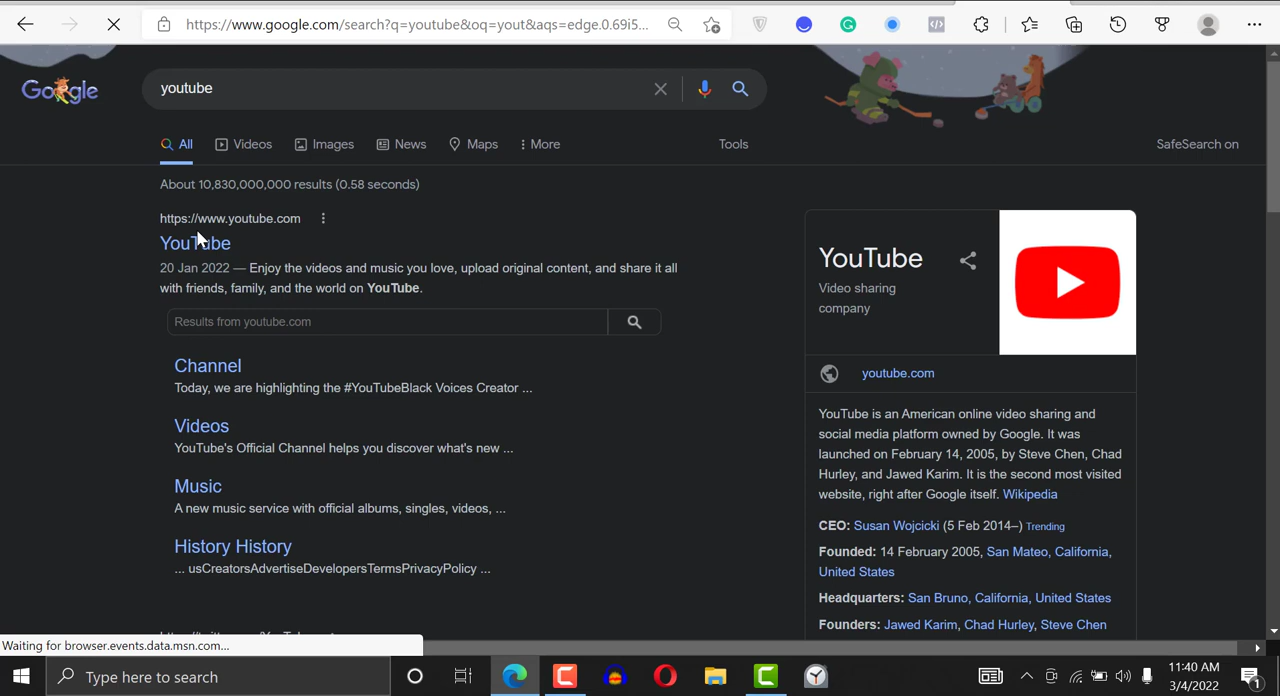 https://www.google.com/search?q=youtube&oq=yout&aqs=edge.0.69i5...
Google
youtube
All
Videos
Images
News
Maps
More
Tools
SafeSearch on
About 10,830,000,000 results (0.58 seconds)
https://www.youtube.com
YouTube
20 Jan 2022 — Enjoy the videos and music you love, upload original content, and share it all
with friends, family, and the world on YouTube.
Results from youtube.com
Channel
Today, we are highlighting the #YouTubeBlack Voices Creator ...
Videos
YouTube's Official Channel helps you discover what's new ...
Music
A new music service with official albums, singles, videos, ...
History History
... usCreatorsAdvertiseDevelopersTermsPrivacyPolicy ...
YouTube
Video sharing
company
youtube.com
YouTube is an American online video sharing and
social media platform owned by Google. It was
launched on February 14, 2005, by Steve Chen, Chad
Hurley, and Jawed Karim. It is the second most visited
website, right after Google itself. Wikipedia
CEO: Susan Wojcicki (5 Feb 2014–) Trending
Founded: 14 February 2005, San Mateo, California,
United States
Headquarters: San Bruno, California, United States
Founders: Jawed Karim, Chad Hurley, Steve Chen
Waiting for browser.events.data.msn.com...
Type here to search
11:40 AM
3/4/2022
1